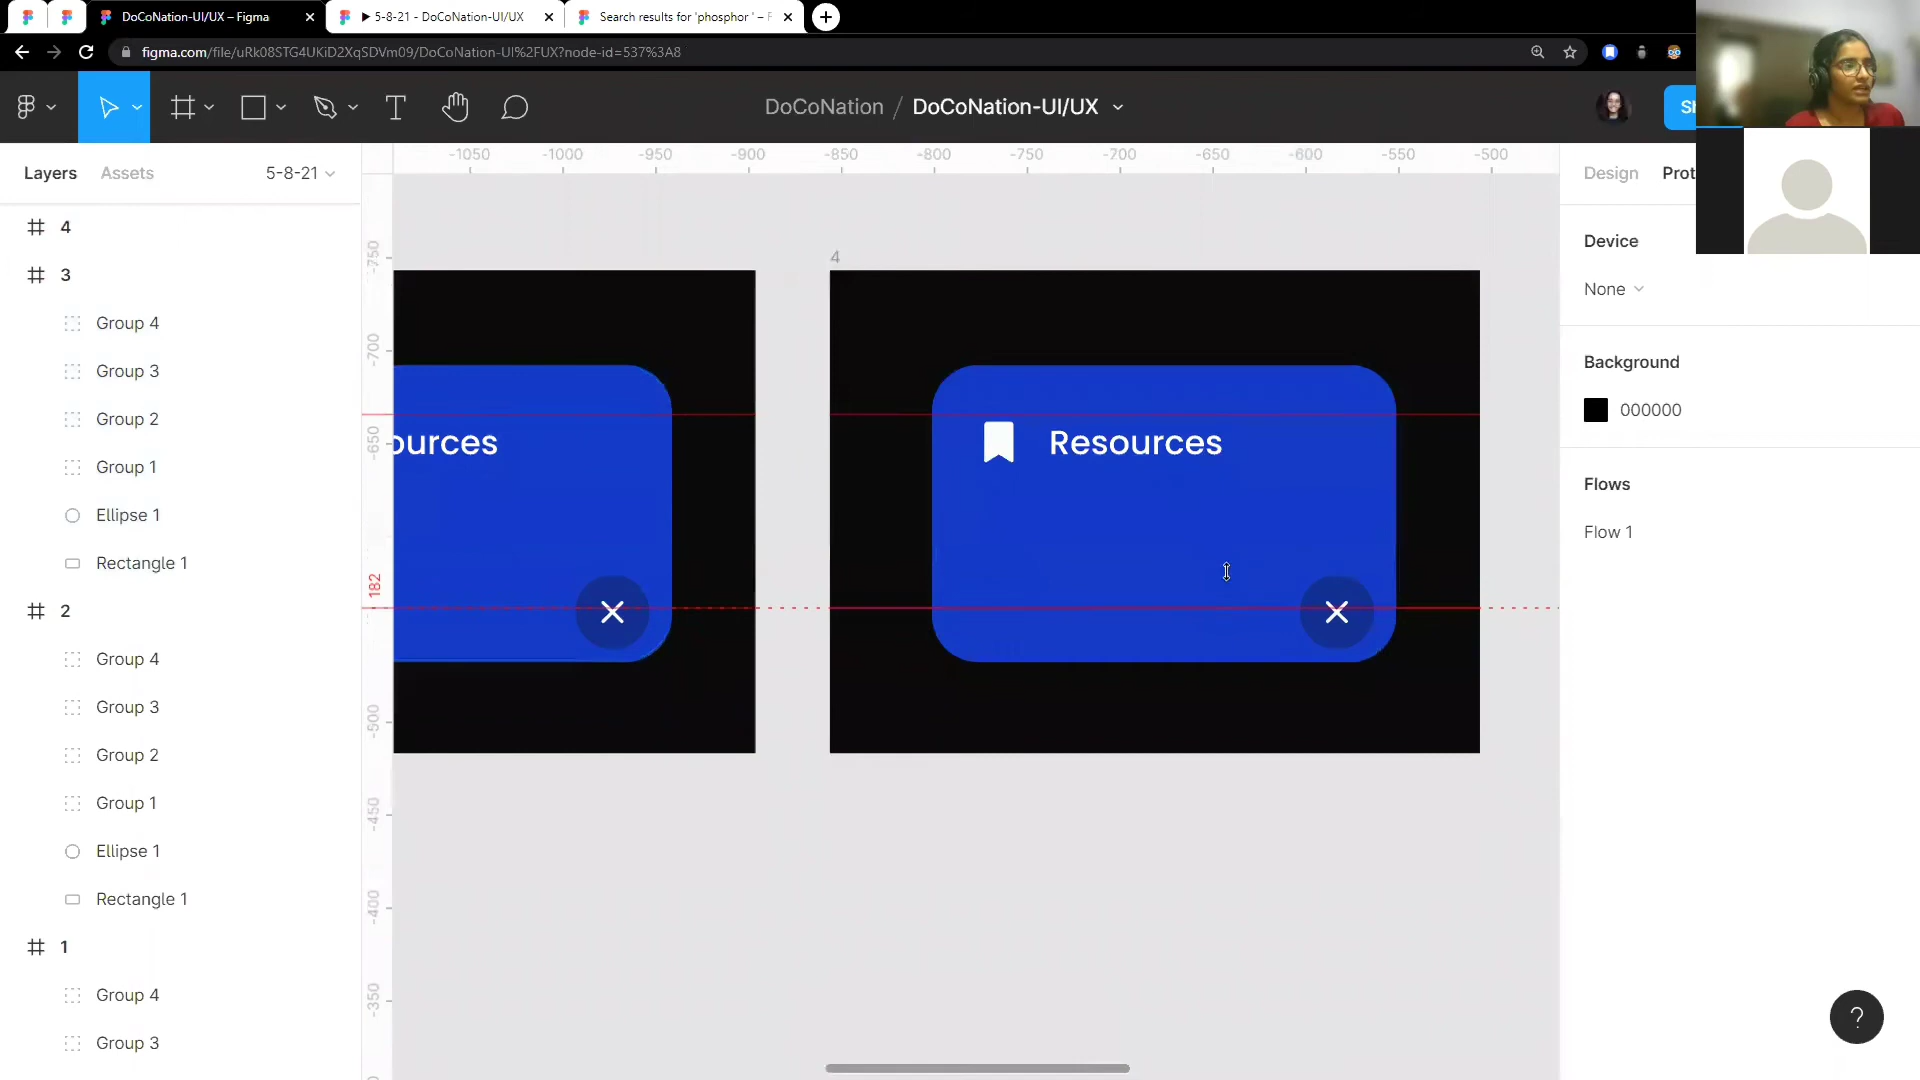 DoCoNation-UI/UX – Figma
▶ 5-8-21 - DoCoNation-UI/UX
Search results for 'phosphor ' – F
figma.com/file/uRk08STG4UKiD2XqSDVm09/DoCoNation-UI%2FUX?node-id=537%3A8
DoCoNation / DoCoNation-UI/UX
Sh
Layers
Assets
5-8-21
-1050
-1000
-950
-900
-850
-800
-750
-700
-650
-600
-550
-500
Design
Prot
4
3
Group 4
Group 3
Group 2
Group 1
Ellipse 1
Rectangle 1
2
Group 4
Group 3
Group 2
Group 1
Ellipse 1
Rectangle 1
1
Group 4
Group 3
-750
-700
-650
182
-500
-450
-400
-350
4
ources
Resources
Device
None
Background
000000
Flows
Flow 1
?